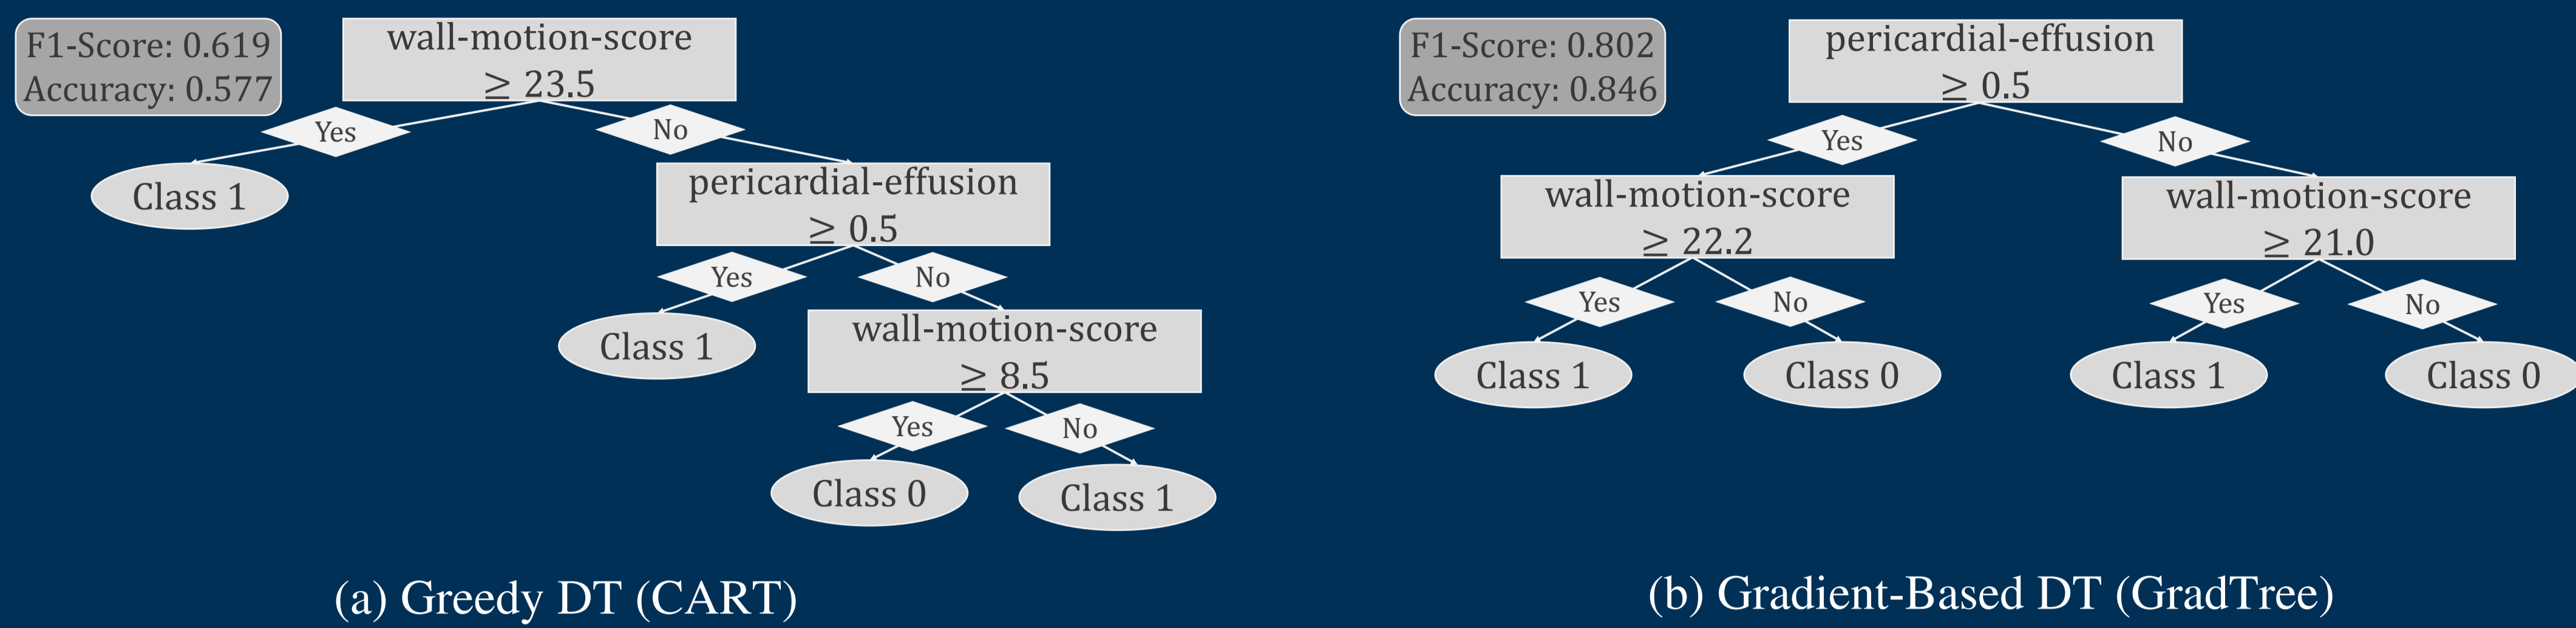 F1-Score: 0.619
Accuracy: 0.577
wall-motion-score
≥ 23.5
Yes
No
Class 1
pericardial-effusion
≥ 0.5
Yes
No
Class 1
wall-motion-score
≥ 8.5
Yes
No
Class 0
Class 1
(a) Greedy DT (CART)
F1-Score: 0.802
Accuracy: 0.846
pericardial-effusion
≥ 0.5
Yes
No
wall-motion-score
≥ 22.2
wall-motion-score
≥ 21.0
Yes
No
Yes
No
Class 1
Class 0
Class 1
Class 0
(b) Gradient-Based DT (GradTree)